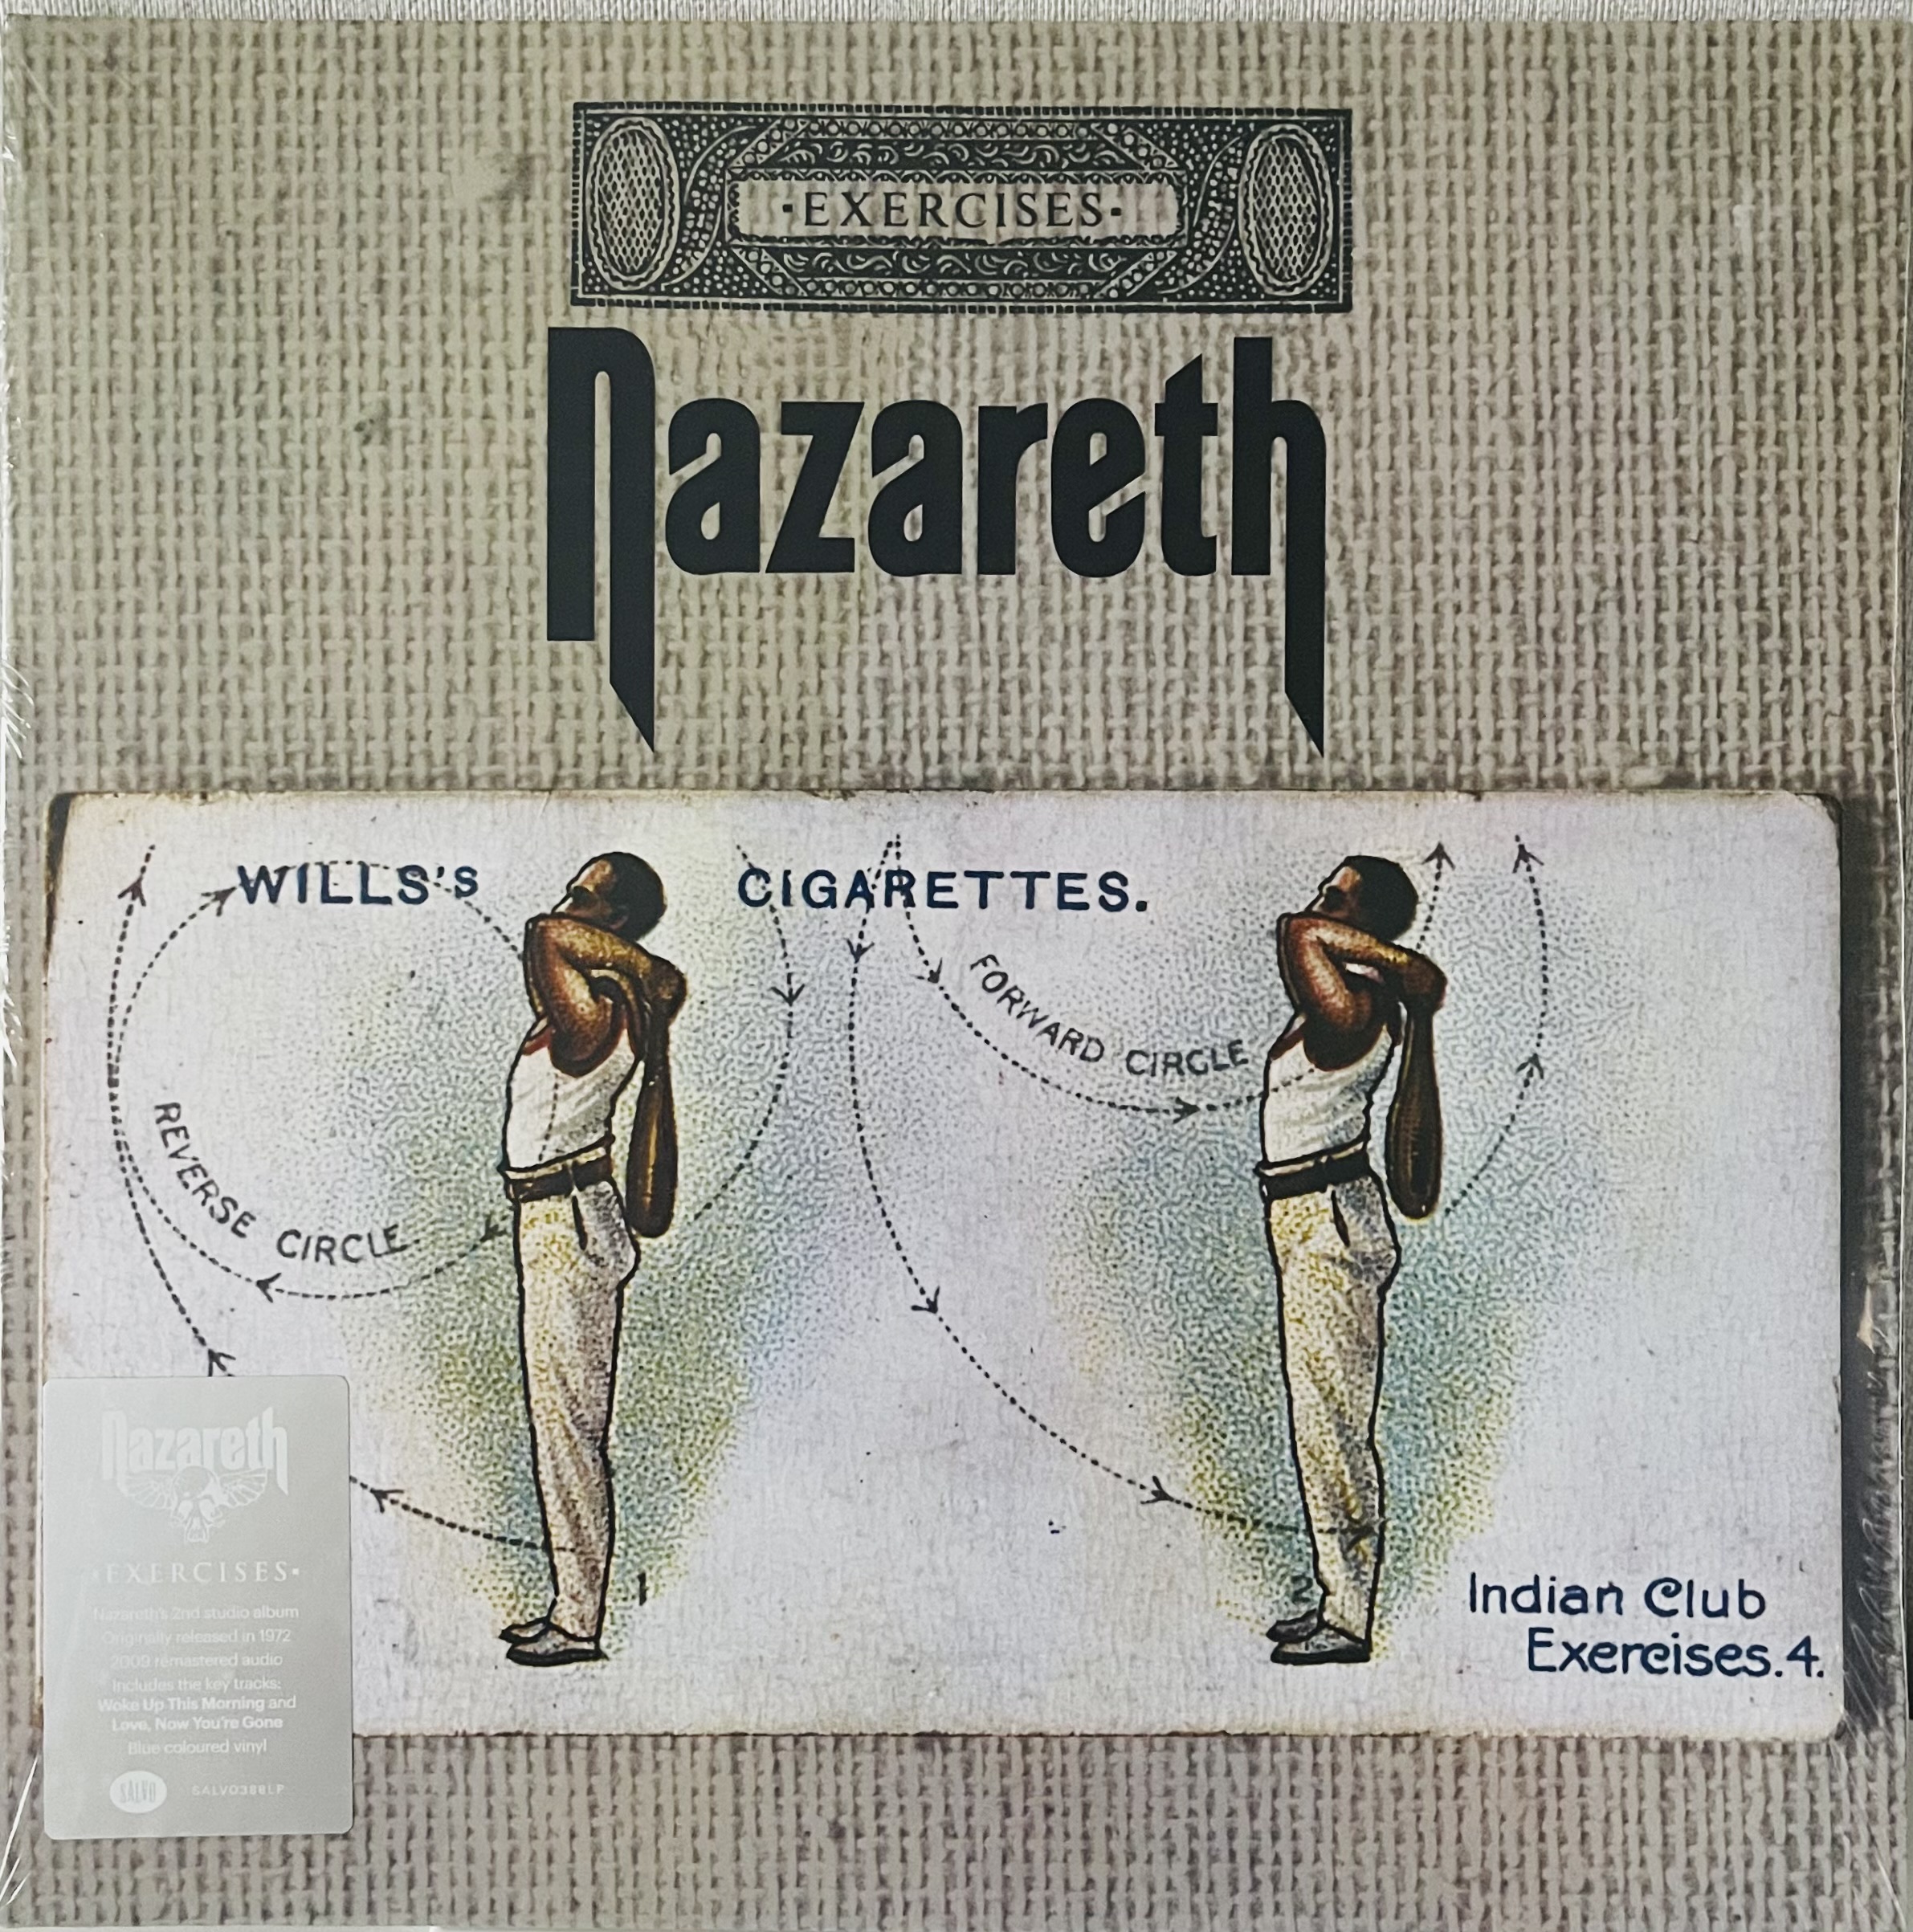 ·EXERCISES·
Nazareth
WILLS'S CIGARETTES.
FORWARD CIRCLE
REVERSE CIRCLE
1
2
Indian Club
Exercises. 4.
Nazareth
·EXERCISES·
Nazareth's 2nd studio album
Originally released in 1972
2009 remastered audio
Includes the key tracks:
Woke Up This Morning and
Love, Now You're Gone
Blue coloured vinyl
SALVO